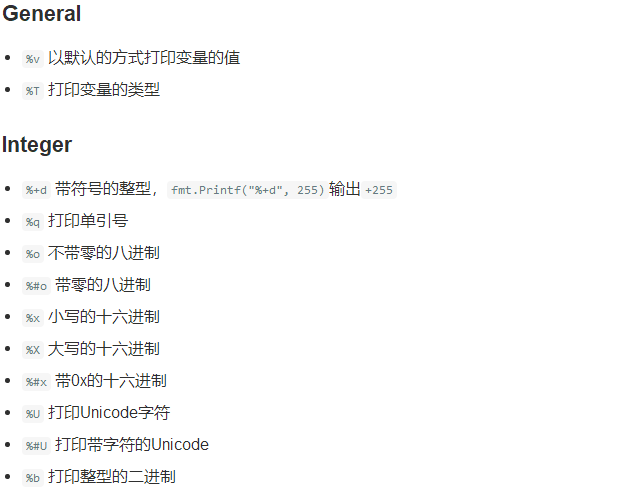 General
%v 以默认的方式打印变量的值
%T 打印变量的类型
Integer
%+d 带符号的整型，fmt.Printf("%+d", 255)输出+255
%q 打印单引号
%o 不带零的八进制
%#o 带零的八进制
%x 小写的十六进制
%X 大写的十六进制
%#x 带0x的十六进制
%U 打印Unicode字符
%#U 打印带字符的Unicode
%b 打印整型的二进制